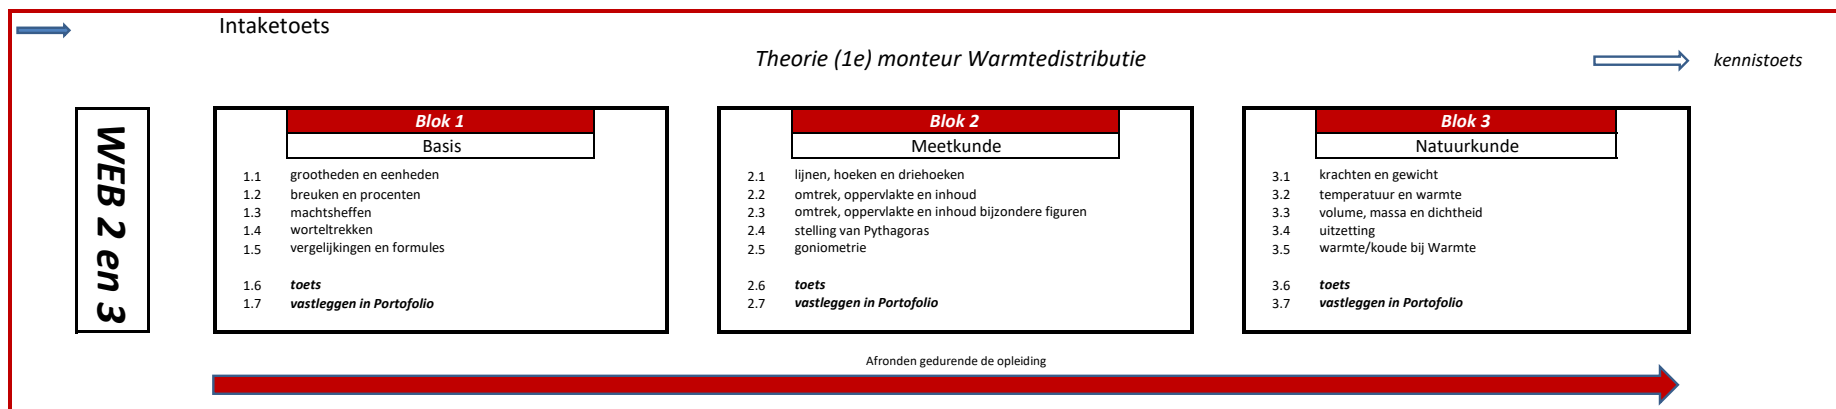 Intaketoets
Theorie (1e) monteur Warmtedistributie
kennistoets
WEB 2 en 3
Blok 1
Basis
1.1 grootheden en eenheden
1.2 breuken en procenten
1.3 machtsheffen
1.4 worteltrekken
1.5 vergelijkingen en formules
1.6 toets
1.7 vastleggen in Portofolio
Blok 2
Meetkunde
2.1 lijnen, hoeken en driehoeken
2.2 omtrek, oppervlakte en inhoud
2.3 omtrek, oppervlakte en inhoud bijzondere figuren
2.4 stelling van Pythagoras
2.5 goniometrie
2.6 toets
2.7 vastleggen in Portofolio
Blok 3
Natuurkunde
3.1 krachten en gewicht
3.2 temperatuur en warmte
3.3 volume, massa en dichtheid
3.4 uitzetting
3.5 warmte/koude bij Warmte
3.6 toets
3.7 vastleggen in Portofolio
Afronden gedurende de opleiding